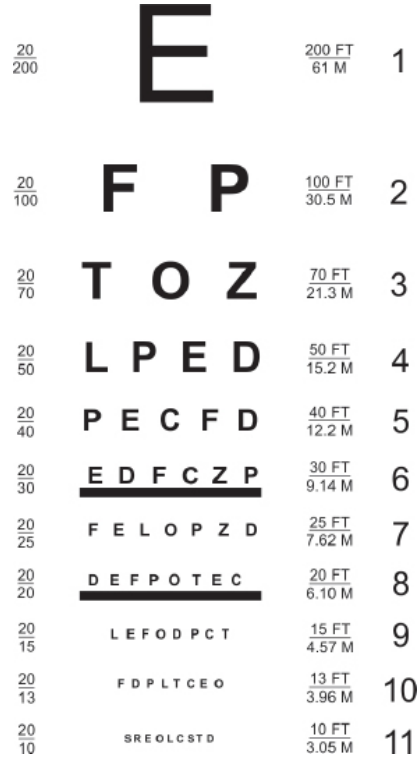 20/200 E 200 FT/61 M 1
20/100 F P 100 FT/30.5 M 2
20/70 T O Z 70 FT/21.3 M 3
20/50 L P E D 50 FT/15.2 M 4
20/40 P E C F D 40 FT/12.2 M 5
20/30 E D F C Z P 30 FT/9.14 M 6
20/25 F E L O P Z D 25 FT/7.62 M 7
20/20 D E F P O T E C 20 FT/6.10 M 8
20/15 L E F O D P C T 15 FT/4.57 M 9
20/13 F D P L T C E O 13 FT/3.96 M 10
20/10 S R E O L C S T D 10 FT/3.05 M 11